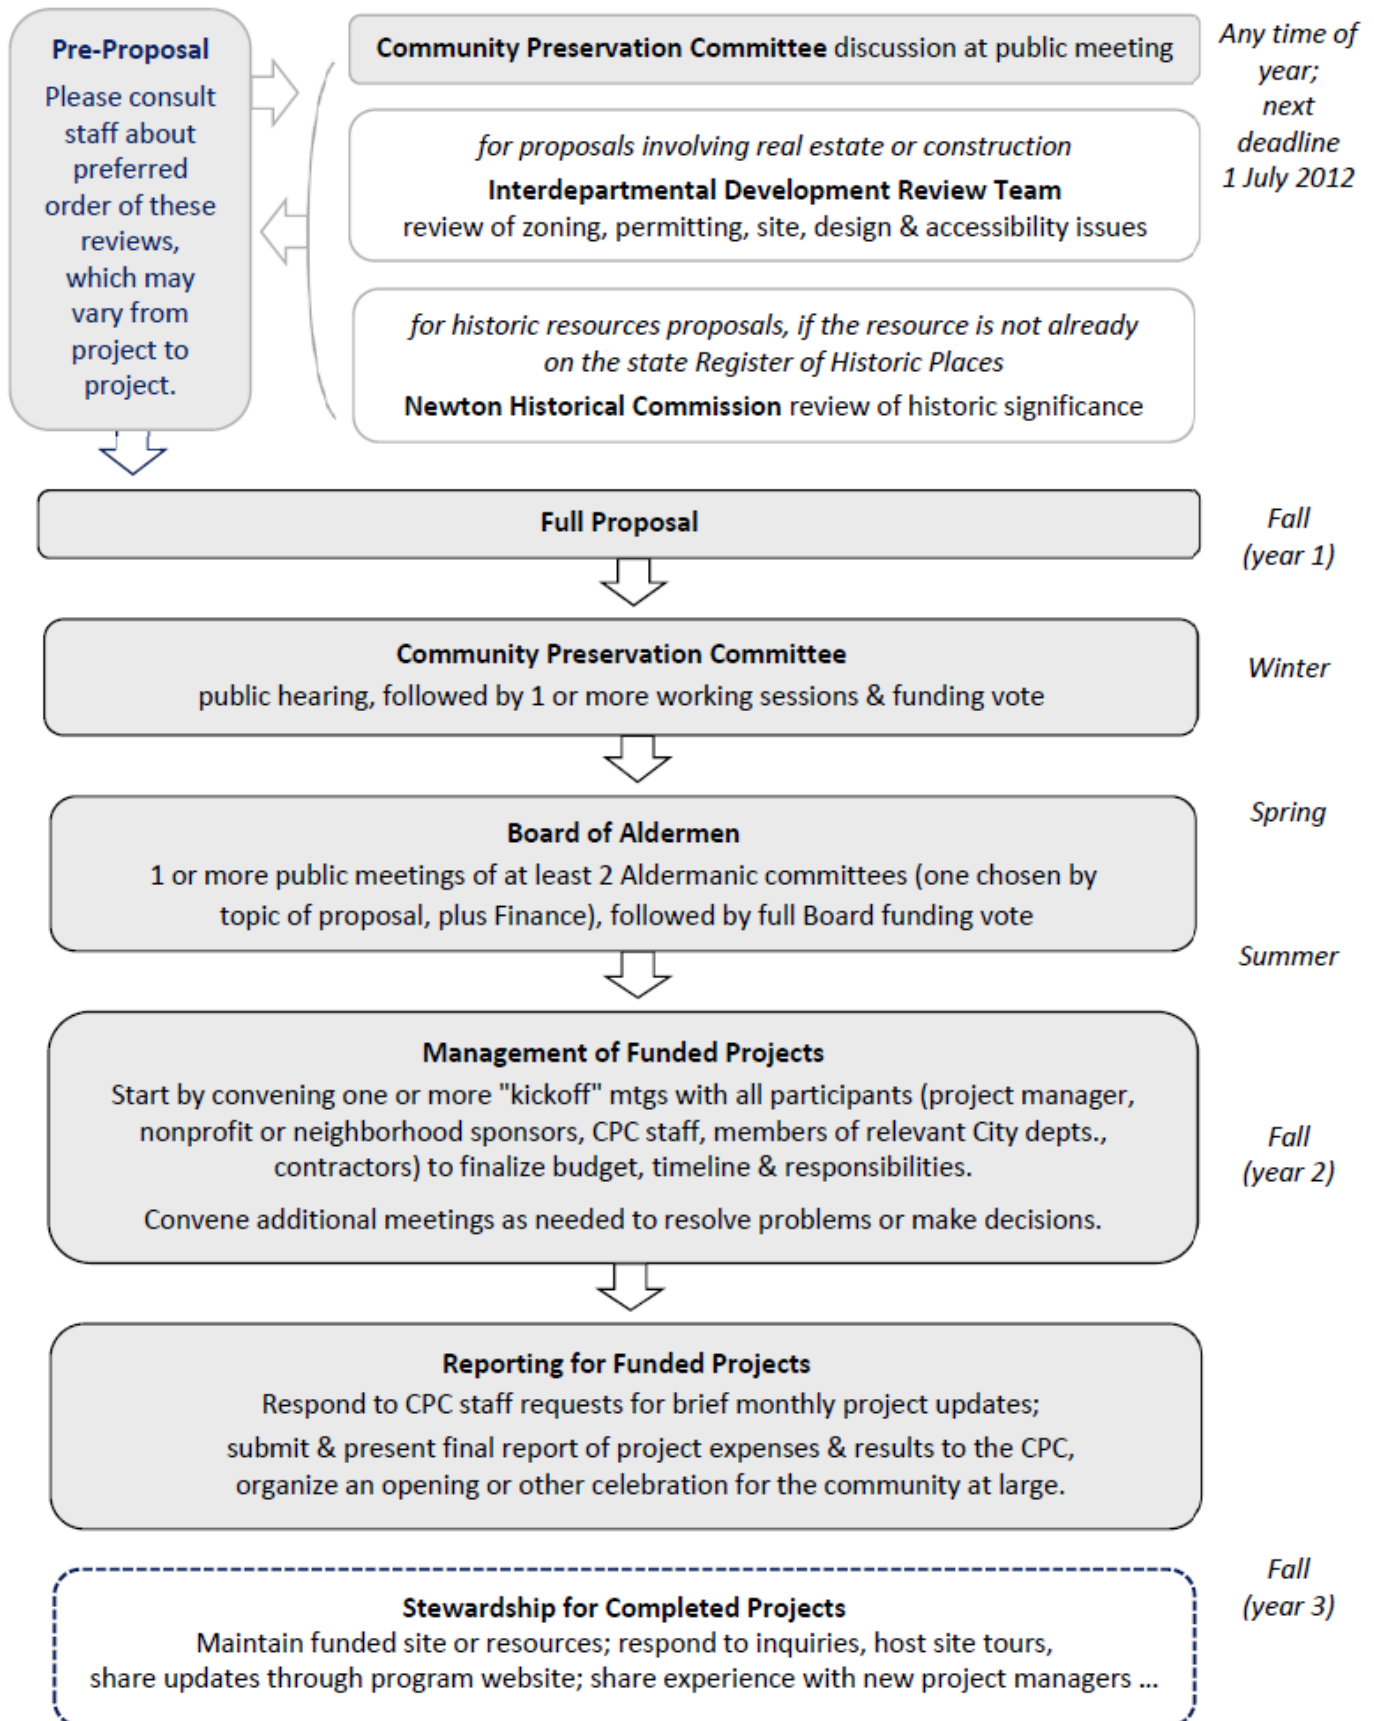 Pre-Proposal
Please consult
staff about
preferred
order of these
reviews,
which may
vary from
project to
project.
Community Preservation Committee discussion at public meeting
for proposals involving real estate or construction
Interdepartmental Development Review Team
review of zoning, permitting, site, design & accessibility issues
for historic resources proposals, if the resource is not already
on the state Register of Historic Places
Newton Historical Commission review of historic significance
Any time of
year;
next
deadline
1 July 2012
Full Proposal
Fall
(year 1)
Community Preservation Committee
public hearing, followed by 1 or more working sessions & funding vote
Winter
Board of Aldermen
1 or more public meetings of at least 2 Aldermanic committees (one chosen by
topic of proposal, plus Finance), followed by full Board funding vote
Spring
Summer
Management of Funded Projects
Start by convening one or more "kickoff" mtgs with all participants (project manager,
nonprofit or neighborhood sponsors, CPC staff, members of relevant City depts.,
contractors) to finalize budget, timeline & responsibilities.
Convene additional meetings as needed to resolve problems or make decisions.
Fall
(year 2)
Reporting for Funded Projects
Respond to CPC staff requests for brief monthly project updates;
submit & present final report of project expenses & results to the CPC,
organize an opening or other celebration for the community at large.
Fall
(year 3)
Stewardship for Completed Projects
Maintain funded site or resources; respond to inquiries, host site tours,
share updates through program website; share experience with new project managers ...